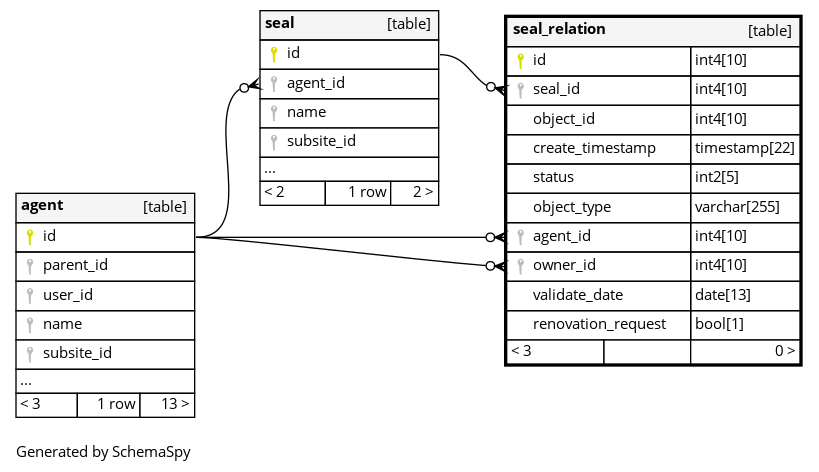 seal [table]
id
agent_id
name
subsite_id
...
< 2 1 row 2 >
seal_relation [table]
id int4[10]
seal_id int4[10]
object_id int4[10]
create_timestamp timestamp[22]
status int2[5]
object_type varchar[255]
agent_id int4[10]
owner_id int4[10]
validate_date date[13]
renovation_request bool[1]
< 3 0 >
agent [table]
id
parent_id
user_id
name
subsite_id
...
< 3 1 row 13 >
Generated by SchemaSpy